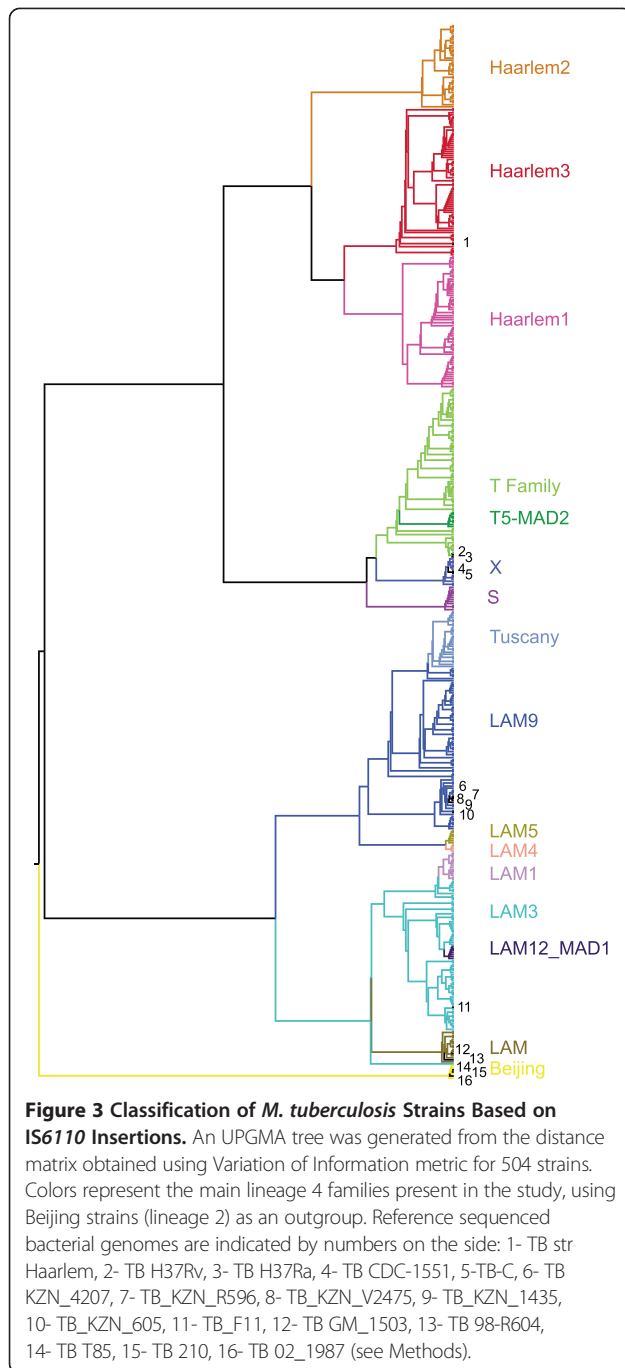 Haarlem2
Haarlem3
1
Haarlem1
T Family
T5-MAD2
2
3
4
5
X
S
Tuscany
LAM9
6
7
8
9
10
LAM5
LAM4
LAM1
LAM3
LAM12_MAD1
11
LAM
12
13
14
15
Beijing
16
Figure 3 Classification of M. tuberculosis Strains Based on
IS6110 Insertions. An UPGMA tree was generated from the distance
matrix obtained using Variation of Information metric for 504 strains.
Colors represent the main lineage 4 families present in the study, using
Beijing strains (lineage 2) as an outgroup. Reference sequenced
bacterial genomes are indicated by numbers on the side: 1- TB str
Haarlem, 2- TB H37Rv, 3- TB H37Ra, 4- TB CDC-1551, 5-TB-C, 6- TB
KZN_4207, 7- TB_KZN_R596, 8- TB_KZN_V2475, 9- TB_KZN_1435,
10- TB_KZN_605, 11- TB_F11, 12- TB GM_1503, 13- TB 98-R604,
14- TB T85, 15- TB 210, 16- TB 02_1987 (see Methods).